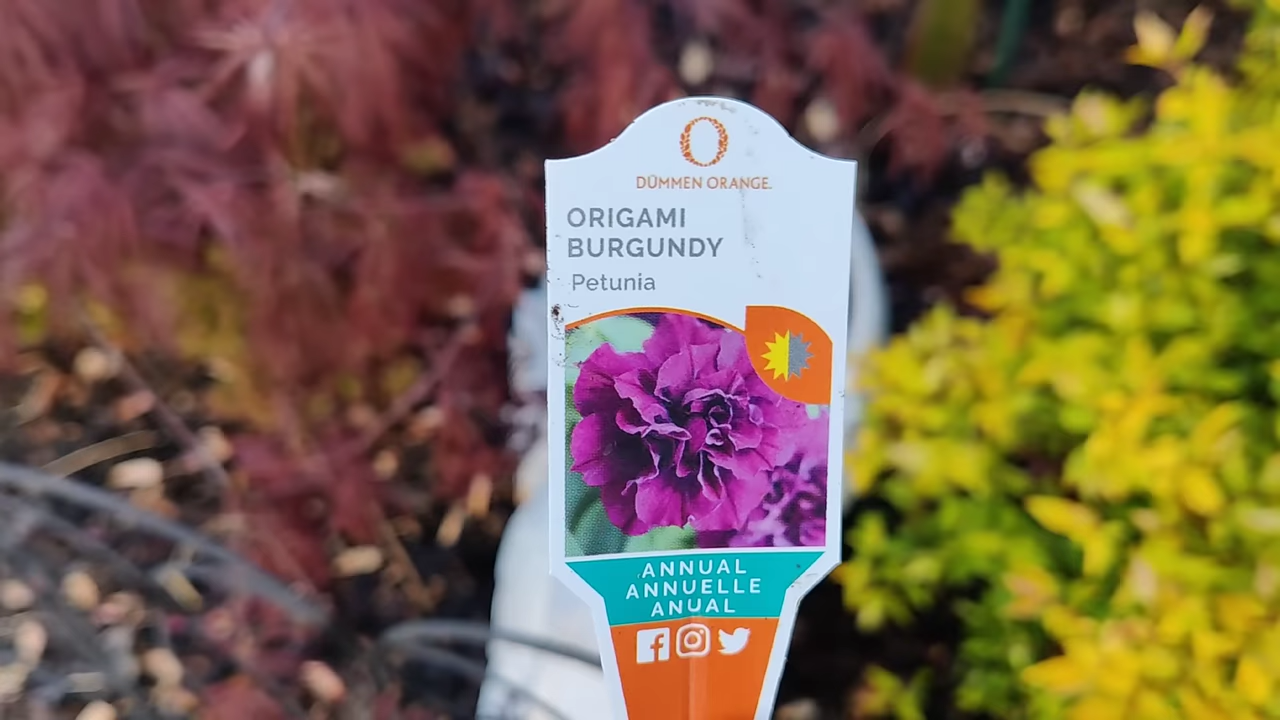 DÜMMEN ORANGE.
ORIGAMI
BURGUNDY
Petunia
ANNUAL
ANNUELLE
ANUAL